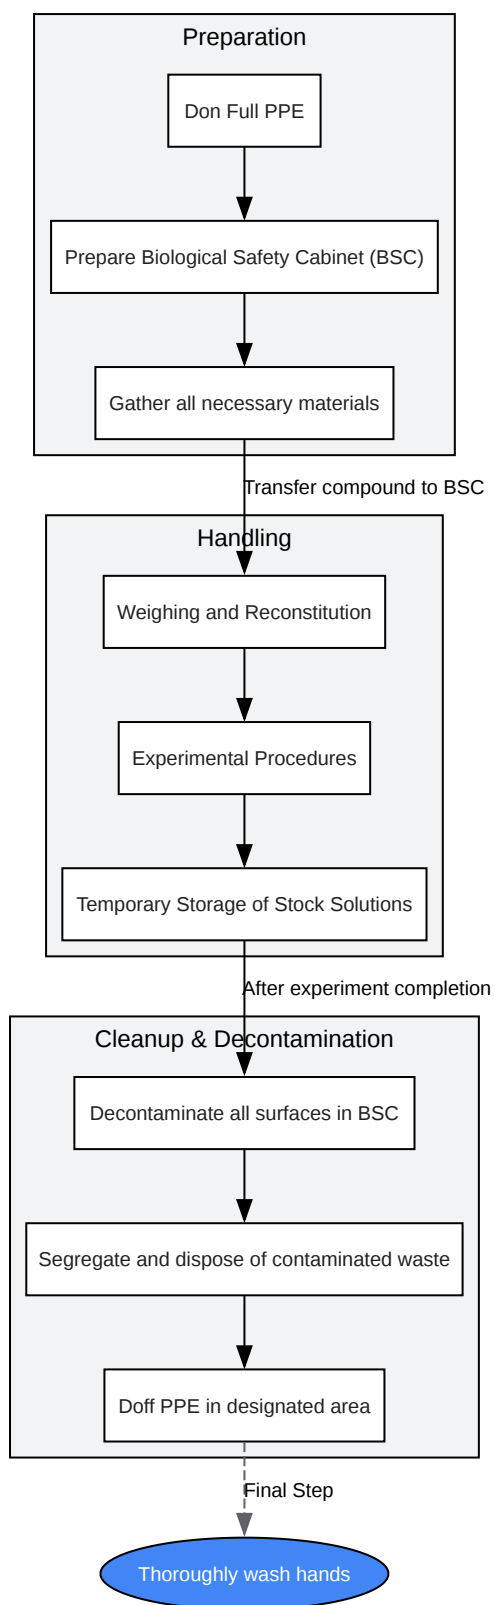 Preparation
Don Full PPE
Prepare Biological Safety Cabinet (BSC)
Gather all necessary materials
Transfer compound to BSC
Handling
Weighing and Reconstitution
Experimental Procedures
Temporary Storage of Stock Solutions
After experiment completion
Cleanup & Decontamination
Decontaminate all surfaces in BSC
Segregate and dispose of contaminated waste
Doff PPE in designated area
Final Step
Thoroughly wash hands